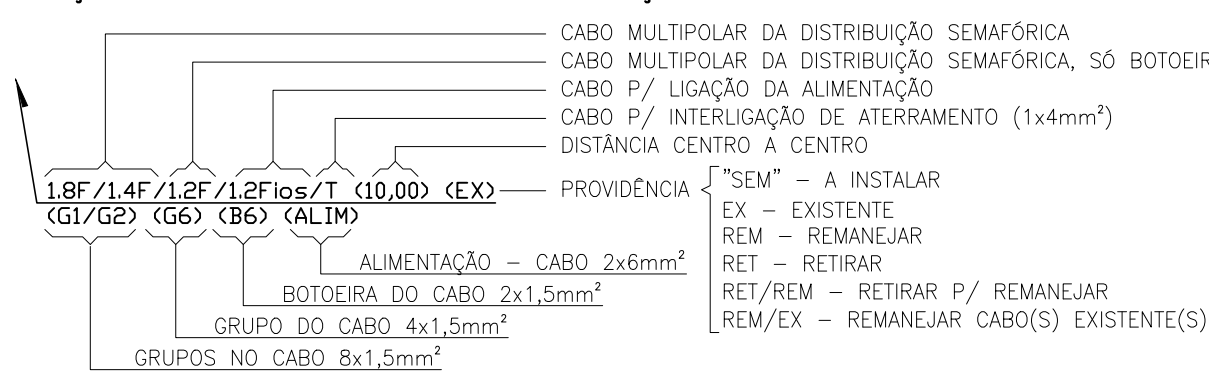 CABO MULTIPOLAR DA DISTRIBUIÇÃO SEMAFÓRICA
CABO MULTIPOLAR DA DISTRIBUIÇÃO SEMAFÓRICA, SÓ
CABO P/ LIGAÇÃO DA ALIMENTAÇÃO
CABO P/ INTERLIGAÇÃO DE ATERRAMENTO (1x4mm²)
DISTÂNCIA CENTRO A CENTRO
1.8F/1.4F/1.2F/1.2Fios/T (10,00) (EX)
(G1/G2) (G6) (B6) (ALIM)
PROVIDÊNCIA
"SEM" – A INSTALAR
EX – EXISTENTE
REM – REMANEJAR
RET – RETIRAR
RET/REM – RETIRAR P/ REMANEJAR
REM/EX – REMANEJAR CABO(S) EXISTENTE(S)
ALIMENTAÇÃO – CABO 2x6mm²
BOTOEIRA DO CABO 2x1,5mm²
GRUPO DO CABO 4x1,5mm²
GRUPOS NO CABO 8x1,5mm²